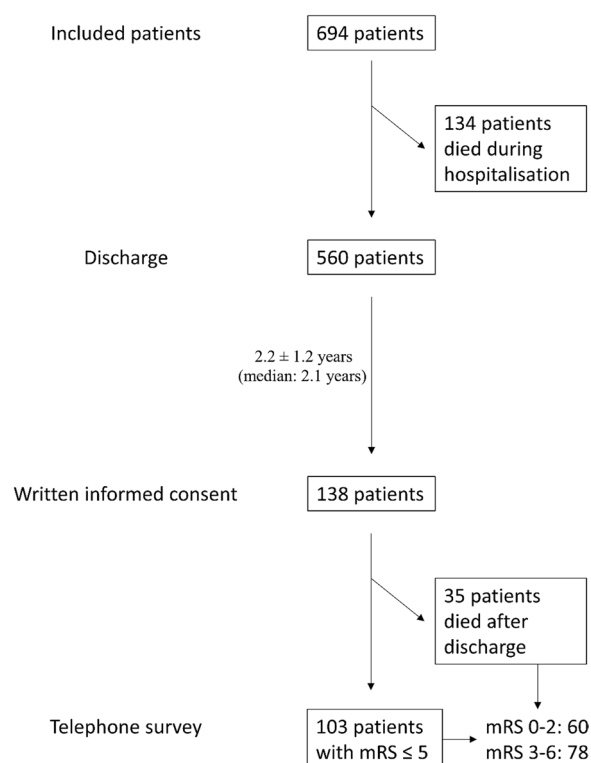 Included patients
694 patients
134 patients
died during
hospitalisation
Discharge
560 patients
2.2 ± 1.2 years
(median: 2.1 years)
Written informed consent
138 patients
35 patients
died after
discharge
Telephone survey
103 patients
with mRS ≤ 5
mRS 0-2: 60
mRS 3-6: 78